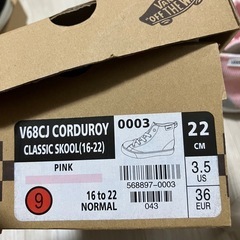 VANS
"OFF THE WAL
V68CJ CORDUROY
CLASSIC SKOOL(16-22)
0003
22
CM
PINK
3.5
US
568897-0003
9
16 to 22
NORMAL
043
36
EUR